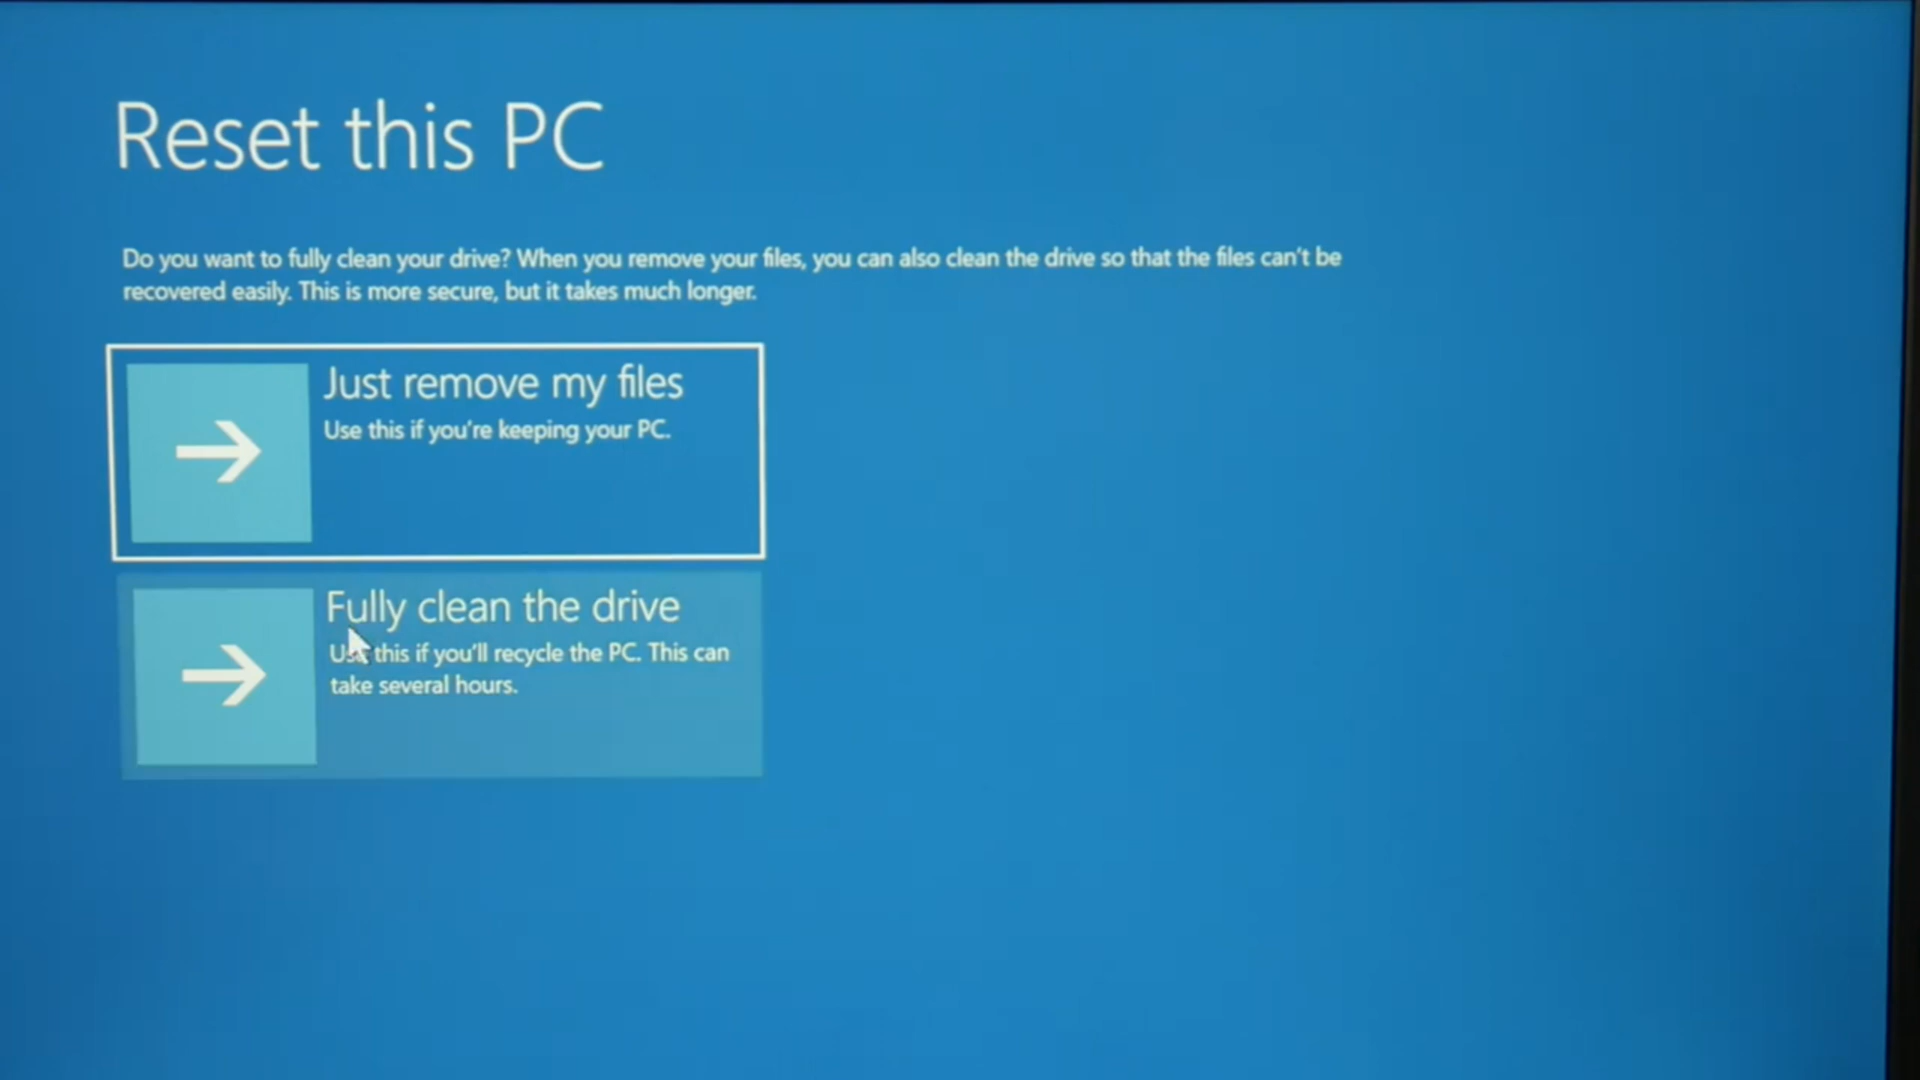 Reset this PC
Do you want to fully clean your drive? When you remove your files, you can also clean the drive so that the files can't be
recovered easily. This is more secure, but it takes much longer.
Just remove my files
Use this if you're keeping your PC.
Fully clean the drive
Use this if you'll recycle the PC. This can
take several hours.